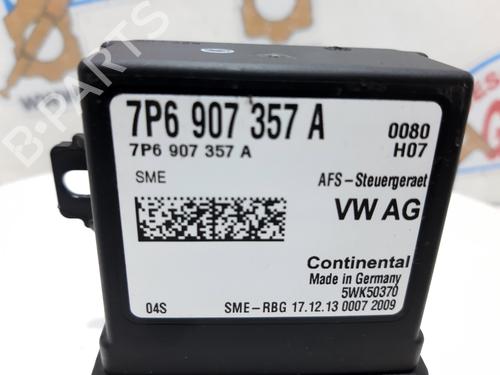 7P6 907 357 A
0080
7P6 907 357 A
H07
SME
AFS-Steuergeraet
VW AG
Continental
Made in Germany
5WK50370
04S
SME-RBG 17.12.13 0007 2009
B-PARTS